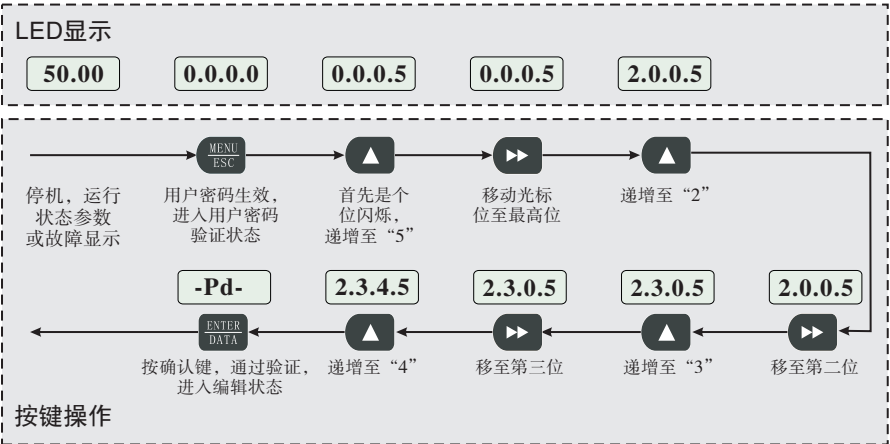 LED显示
50.00 0.0.0.0 0.0.0.5 0.0.0.5 2.0.0.5
MENU
ESC
停机，运行
状态参数
或故障显示
用户密码生效，
进入用户密码
验证状态
首先是个
位闪烁，
递增至“5”
移动光标
位至最高位
递增至“2”
-Pd- 2.3.4.5 2.3.0.5 2.3.0.5 2.0.0.5
ENTER
DATA
按确认键，通过验证，
进入编辑状态
递增至“4”
移至第三位
递增至“3”
移至第二位
按键操作